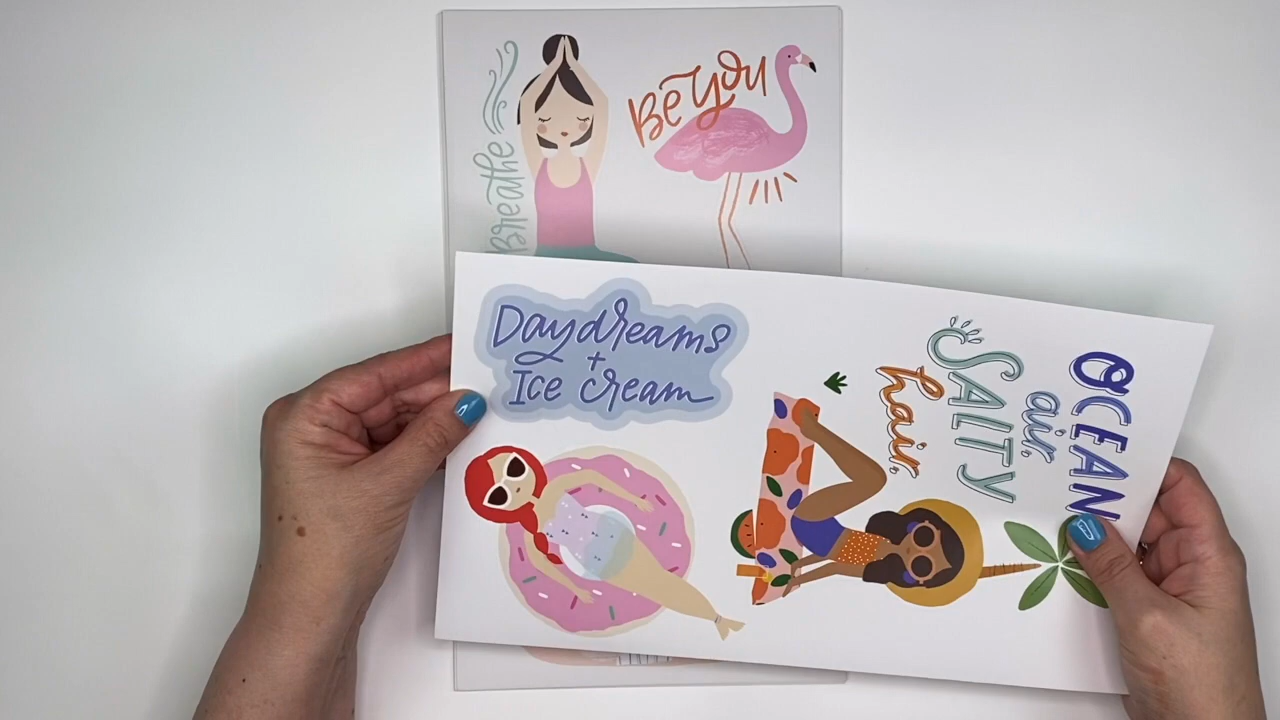 Breathe
Be You
Daydreams
+
Ice cream
OCEAN
air,
SALTY
hair.